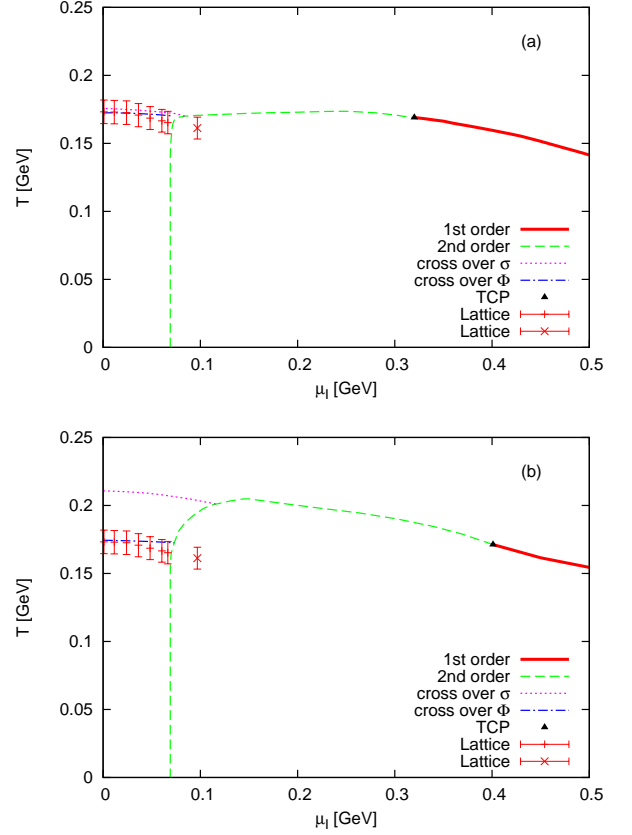 (a)
0.2
0.15
0.1
0.05
0
0.25
T [GeV]
1st order
2nd order
cross over σ
cross over Φ
TCP
Lattice
Lattice
0 0.1 0.2 0.3 0.4 0.5
μI [GeV]
0.25
(b)
0.2
0.15
0.1
0.05
0
T [GeV]
1st order
2nd order
cross over σ
cross over Φ
TCP
Lattice
Lattice
0 0.1 0.2 0.3 0.4 0.5
μI [GeV]